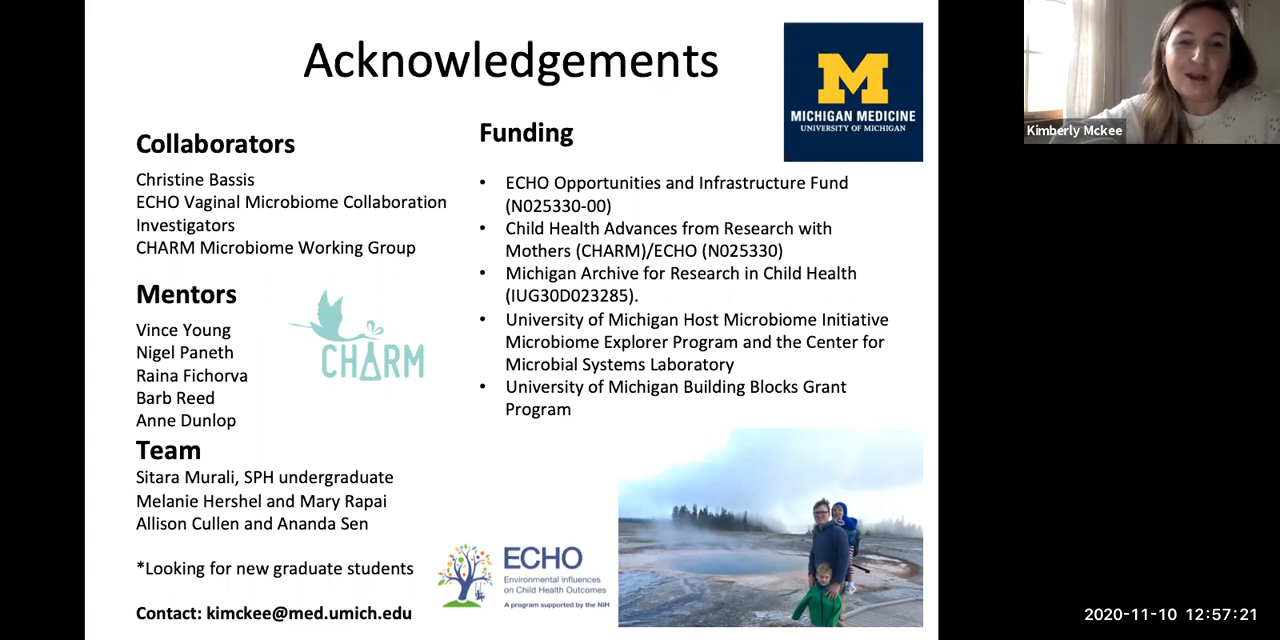 Acknowledgements
M
MICHIGAN MEDICINE
UNIVERSITY OF MICHIGAN
Kimberly Mckee
Collaborators
Christine Bassis
ECHO Vaginal Microbiome Collaboration
Investigators
CHARM Microbiome Working Group
Mentors
Vince Young
Nigel Paneth
Raina Fichorva
Barb Reed
Anne Dunlop
CHARM
Team
Sitara Murali, SPH undergraduate
Melanie Hershel and Mary Rapai
Allison Cullen and Ananda Sen
*Looking for new graduate students
Contact: kimckee@med.umich.edu
Funding
• ECHO Opportunities and Infrastructure Fund
(N025330-00)
• Child Health Advances from Research with
Mothers (CHARM)/ECHO (N025330)
• Michigan Archive for Research in Child Health
(IUG30D023285).
• University of Michigan Host Microbiome Initiative
Microbiome Explorer Program and the Center for
Microbial Systems Laboratory
• University of Michigan Building Blocks Grant
Program
ECHO
Environmental influences
on Child Health Outcomes
A program supported by the NIH
2020-11-10 12:57:21